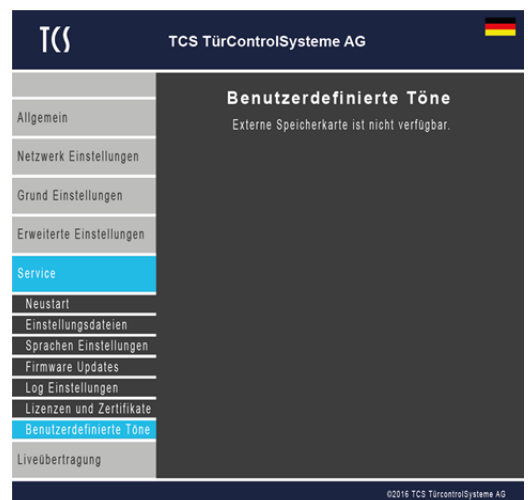 TCS
TCS TürControlSysteme AG
Allgemein
Netzwerk Einstellungen
Grund Einstellungen
Erweiterte Einstellungen
Service
Neustart
Einstellungsdateien
Sprachen Einstellungen
Firmware Updates
Log Einstellungen
Lizenzen und Zertifikate
Benutzerdefinierte Töne
Liveübertragung
Benutzerdefinierte Töne
Externe Speicherkarte ist nicht verfügbar.
©2016 TCS TürcontrolSysteme AG